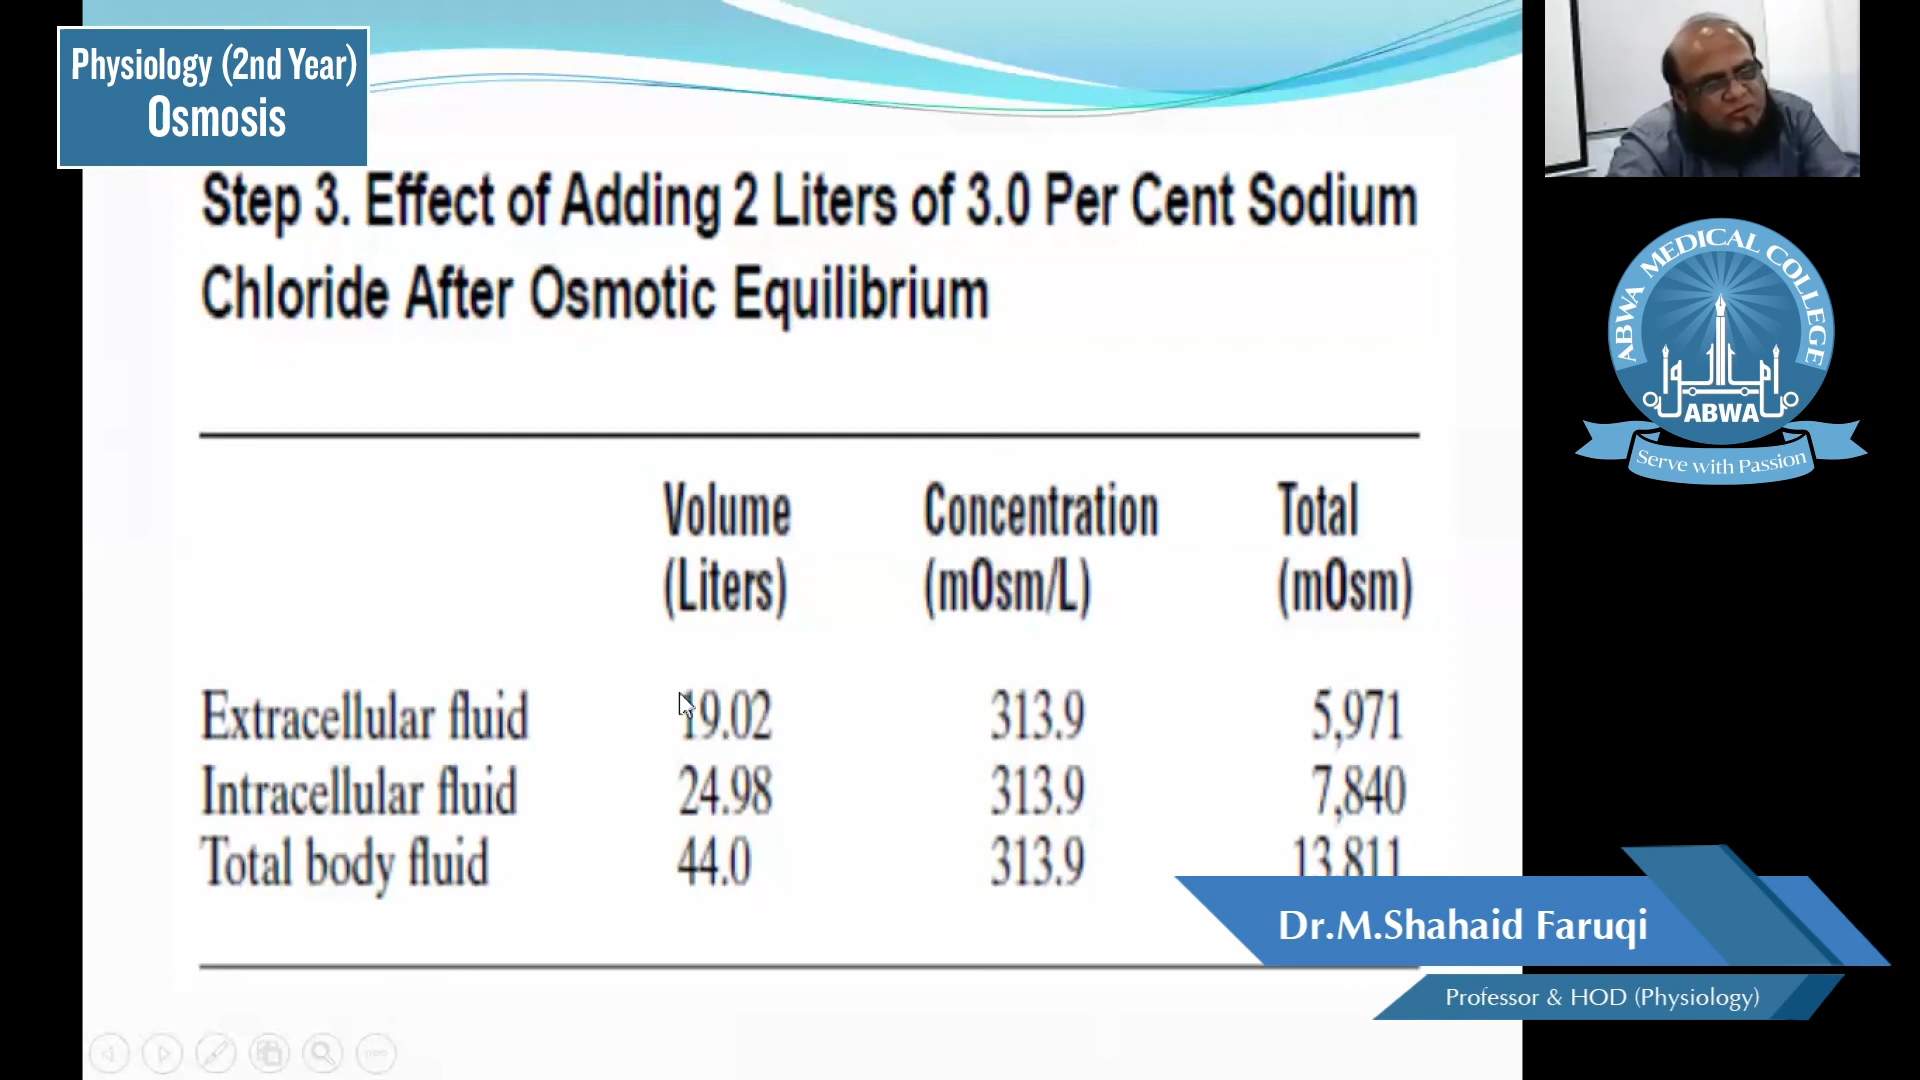 Physiology (2nd Year)
Osmosis
Step 3. Effect of Adding 2 Liters of 3.0 Per Cent Sodium
Chloride After Osmotic Equilibrium
Volume Concentration Total
(Liters) (mOsm/L) (mOsm)
Extracellular fluid 19.02 313.9 5,971
Intracellular fluid 24.98 313.9 7,840
Total body fluid 44.0 313.9 13,811
ABWA MEDICAL COLLEGE
ABWA
Serve with Passion
Dr.M.Shahaid Faruqi
Professor & HOD (Physiology)